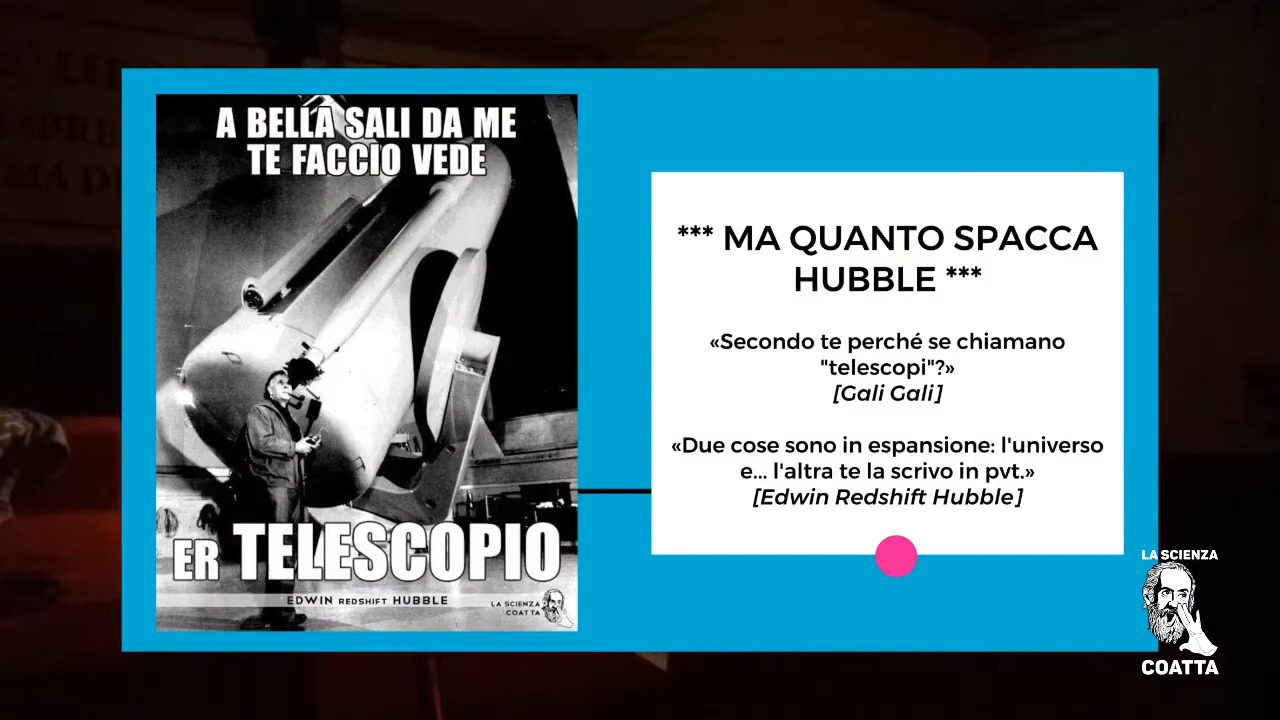 A BELLA SALI DA ME
TE FACCIO VEDE
ER TELESCOPIO
EDWIN REDSHIFT HUBBLE
LA SCIENZA
COATTA
*** MA QUANTO SPACCA
HUBBLE ***
«Secondo te perché se chiamano
"telescopi"?»
[Gali Gali]
«Due cose sono in espansione: l'universo
e... l'altra te la scrivo in pvt.»
[Edwin Redshift Hubble]
LA SCIENZA
COATTA